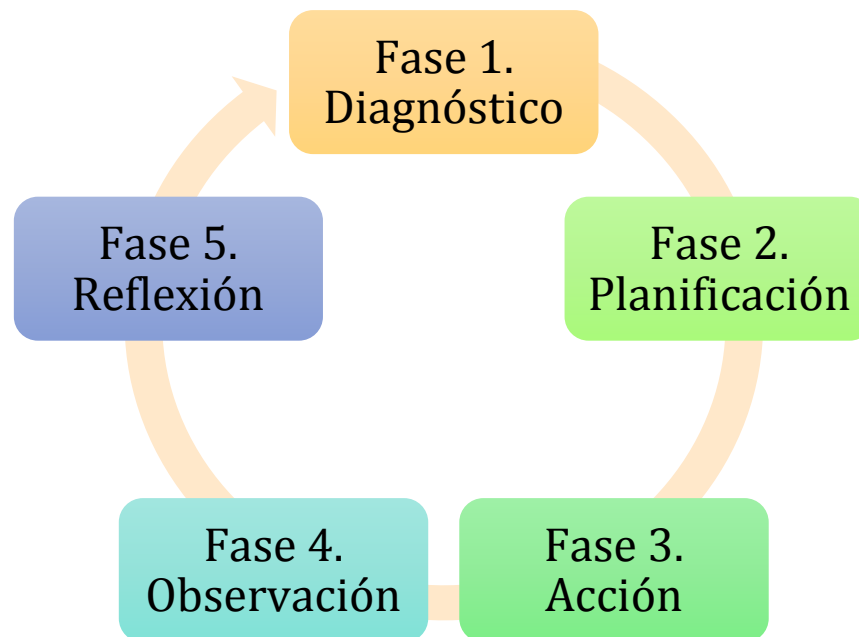 Fase 1.
Diagnóstico
Fase 2.
Planificación
Fase 3.
Acción
Fase 4.
Observación
Fase 5.
Reflexión